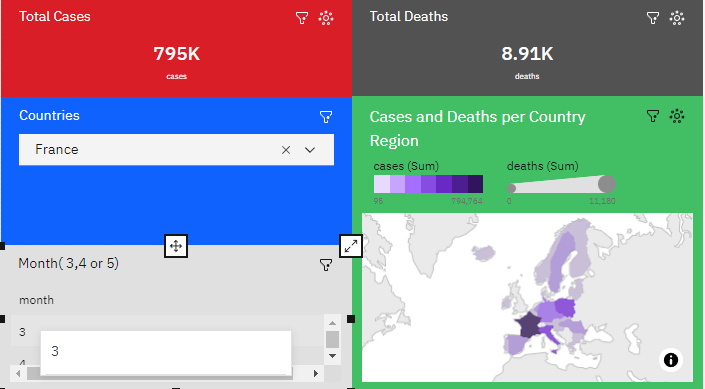 Total Cases
795K
cases
Total Deaths
8.91K
deaths
Countries
France
Cases and Deaths per Country
Region
cases (Sum)
95
794,764
deaths (Sum)
0
11,180
Month( 3,4 or 5)
month
3
4
3